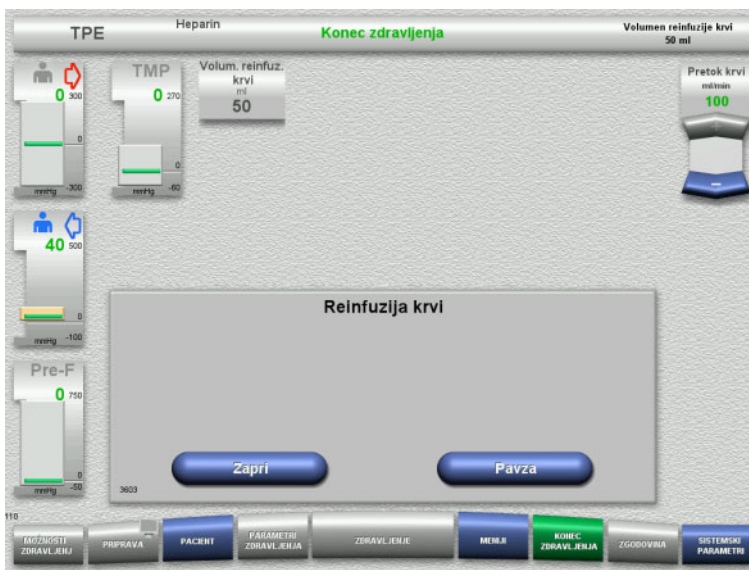 TPE
Heparin
Konec zdravljenja
Volumen reinfuzije krvi
50 ml
0
300
0
-300
mmHg
TMP
0
270
0
-60
mmHg
Volum. reinfuz.
krvi
ml
50
Pretok krvi
ml/min
100
+
-
40
500
0
-100
mmHg
Pre-F
0
750
0
-50
mmHg
Reinfuzija krvi
Zapri
Pavza
3603
110
MOŽNOSTI
ZDRAVLJENJ
PRIPRAVA
PACIENT
PARAMETRI
ZDRAVLJENJA
ZDRAVLJENJE
MENIJI
KONEC
ZDRAVLJENJA
ZGODOVINA
SISTEMSKI
PARAMETRI